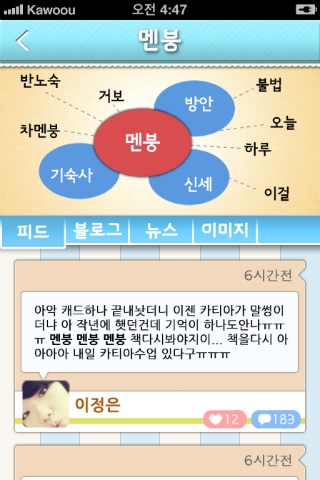 Kawoou 오전 4:47
멘붕
반노숙
거보
방안
불법
오늘
차멘붕
멘붕
하루
기숙사
신세
이걸
피드 블로그 뉴스 이미지
6시간전
아악 캐드하나 끝내낫더니 이젠 카티아가 말썽이
더냐 아 작년에 햇던건데 기억이 하나도안나ㅠㅠ
ㅠ 멘붕 멘붕 멘붕 책다시봐야지이... 책을다시 아
아아아아 내일 카티아수업 있다구ㅠㅠㅠ
이정은
12
183
6시간전